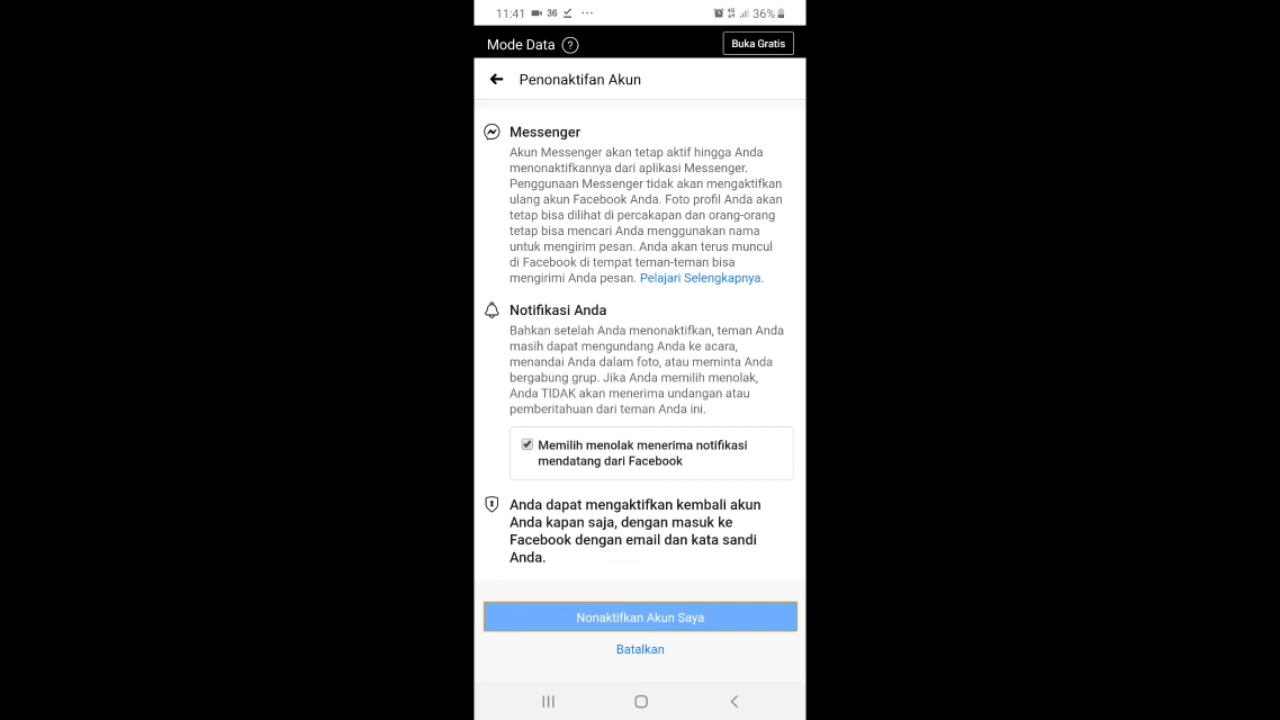 11:41 36 ... 36%
Mode Data ? Buka Gratis
Penonaktifan Akun
Messenger
Akun Messenger akan tetap aktif hingga Anda
menonaktifkannya dari aplikasi Messenger.
Penggunaan Messenger tidak akan mengaktifkan
ulang akun Facebook Anda. Foto profil Anda akan
tetap bisa dilihat di percakapan dan orang-orang
tetap bisa mencari Anda menggunakan nama
untuk mengirim pesan. Anda akan terus muncul
di Facebook di tempat teman-teman bisa
mengirimi Anda pesan. Pelajari Selengkapnya.
Notifikasi Anda
Bahkan setelah Anda menonaktifkan, teman Anda
masih dapat mengundang Anda ke acara,
menandai Anda dalam foto, atau meminta Anda
bergabung grup. Jika Anda memilih menolak,
Anda TIDAK akan menerima undangan atau
pemberitahuan dari teman Anda ini.
Memilih menolak menerima notifikasi
mendatang dari Facebook
Anda dapat mengaktifkan kembali akun
Anda kapan saja, dengan masuk ke
Facebook dengan email dan kata sandi
Anda.
Nonaktifkan Akun Saya
Batalkan